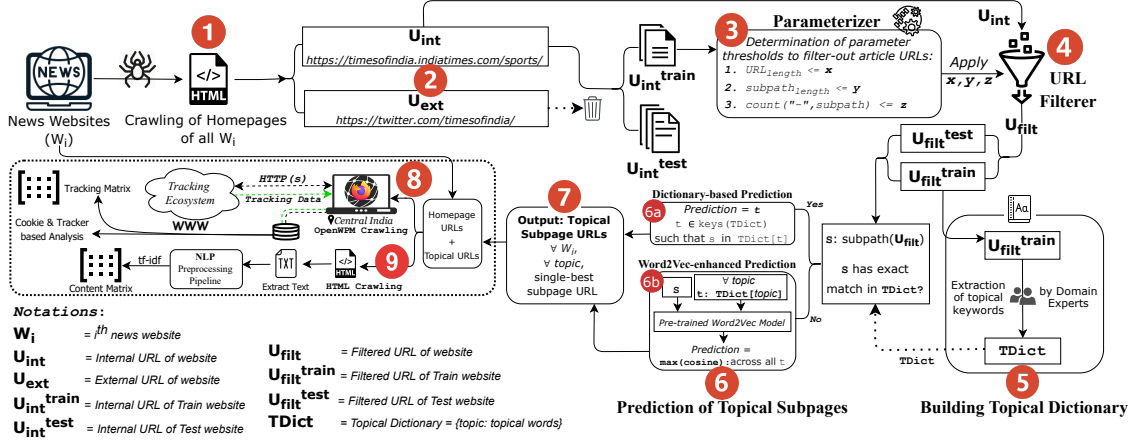 NEWS
News Websites
(Wi)
1
</>
HTML
Crawling of Homepages
of all Wi
Uint
https://timesofindia.indiatimes.com/sports/
2
Uext
https://twitter.com/timesofindia/
Uint train
Uint test
3
Parameterizer
Determination of parameter
thresholds to filter-out article URLs:
1. URLlength <= x
2. subpathlength <= y
3. count("-",subpath) <= z
Apply
x,y,z
Uint
4
URL
Filterer
Ufilt
Ufilt test
Ufilt train
Aa
Ufilt train
Extraction
of topical
keywords
by Domain
Experts
TDict
5
Building Topical Dictionary
s: subpath(Ufilt)
s has exact
match in TDict?
TDict
Yes
No
Dictionary-based Prediction
6a
Prediction = t
t ∈ keys(TDict)
such that s in TDict[t]
Word2Vec-enhanced Prediction
6b
s
∀ topic
t: TDict[topic]
Pre-trained Word2Vec Model
Prediction =
max(cosine):across all t
6
Prediction of Topical Subpages
7
Output: Topical
Subpage URLs
∀ Wi,
∀ topic,
single-best
subpage URL
Homepage
URLs
+
Topical URLs
8
Central India
OpenWPM Crawling
HTTP(s)
Tracking Data
Tracking
Ecosystem
WWW
Tracking Matrix
Cookie & Tracker
based Analysis
9
</>
HTML
HTML Crawling
TXT
Extract Text
NLP
Preprocessing
Pipeline
tf-idf
Content Matrix
Notations:
Wi = ith news website
Uint = Internal URL of website
Uext = External URL of website
Uint train = Internal URL of Train website
Uint test = Internal URL of Test website
Ufilt = Filtered URL of website
Ufilt train = Filtered URL of Train website
Ufilt test = Filtered URL of Test website
TDict = Topical Dictionary = {topic: topical words}